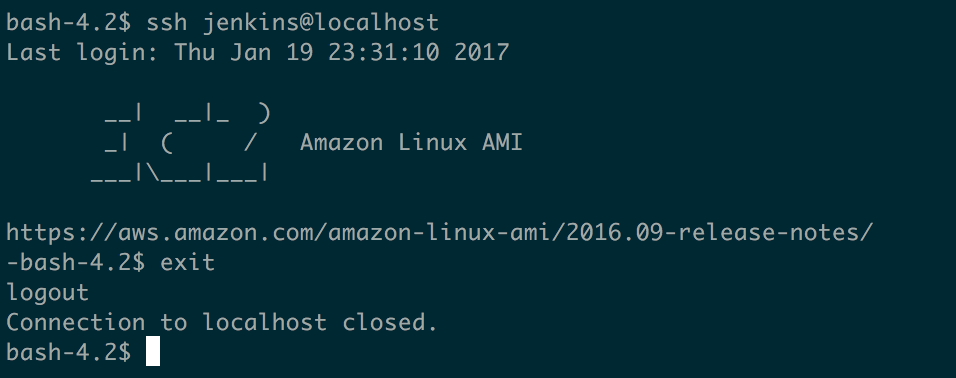 bash-4.2$ ssh jenkins@localhost
Last login: Thu Jan 19 23:31:10 2017
       __|  __|_  )
       _|  (     /   Amazon Linux AMI
      ___|\___|___|
https://aws.amazon.com/amazon-linux-ami/2016.09-release-notes/
-bash-4.2$ exit
logout
Connection to localhost closed.
bash-4.2$